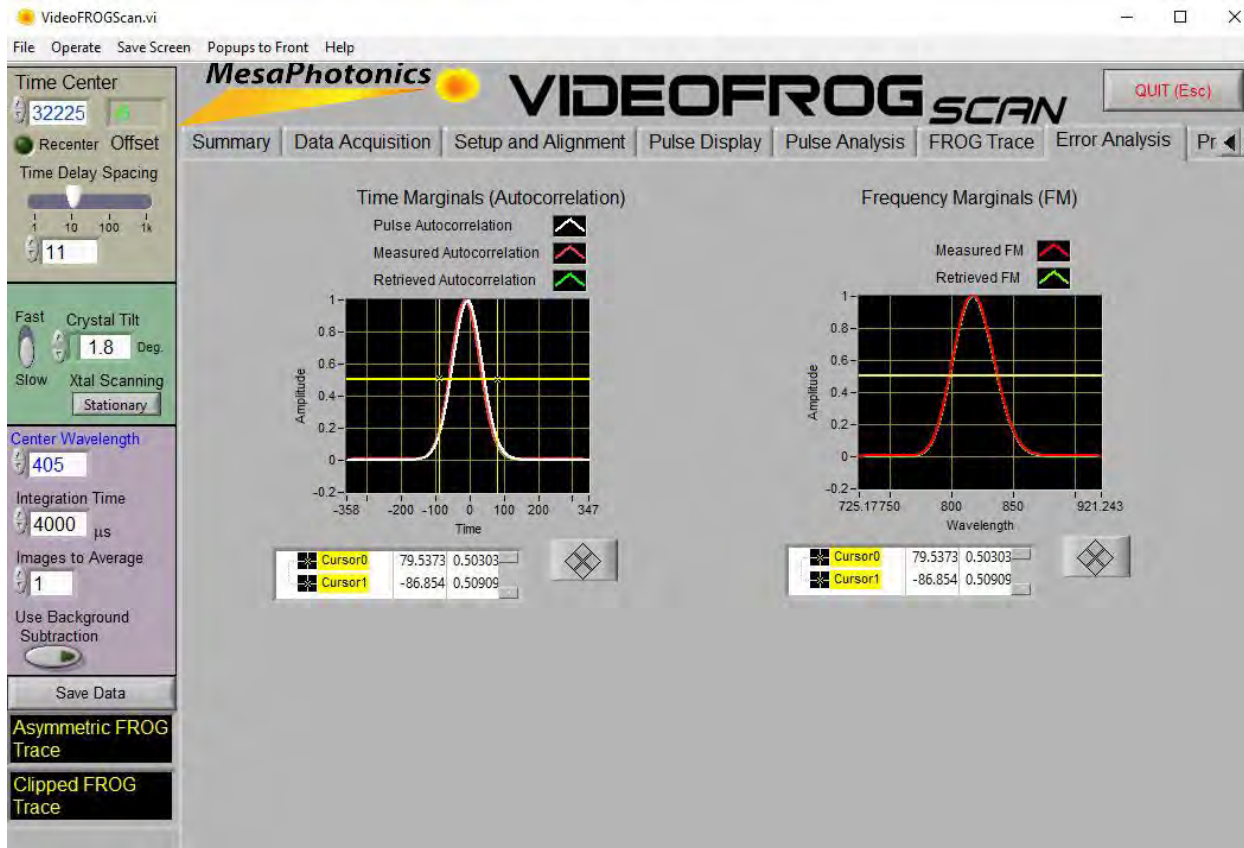 VideoFROGScan.vi
File Operate Save Screen Popups to Front Help
MesaPhotonics
VIDEOFROG SCAN
QUIT (Esc)
Time Center
32225
Recenter Offset
Time Delay Spacing
1 10 100 1k
11
Summary Data Acquisition Setup and Alignment Pulse Display Pulse Analysis FROG Trace Error Analysis Pr
Fast
Crystal Tilt
1.8 Deg.
Slow
Xtal Scanning
Stationary
Center Wavelength
405
Integration Time
4000 µs
Images to Average
1
Use Background
Subtraction
Save Data
Asymmetric FROG
Trace
Clipped FROG
Trace
Time Marginals (Autocorrelation)
Pulse Autocorrelation
Measured Autocorrelation
Retrieved Autocorrelation
Amplitude
1
0.8
0.6
0.4
0.2
0
-0.2
-358 -200 -100 0 100 200 347
Time
Cursor0 79.5373 0.50303
Cursor1 -86.854 0.50909
Frequency Marginals (FM)
Measured FM
Retrieved FM
Amplitude
1
0.8
0.6
0.4
0.2
0
-0.2
725.17750 800 850 921.243
Wavelength
Cursor0 79.5373 0.50303
Cursor1 -86.854 0.50909